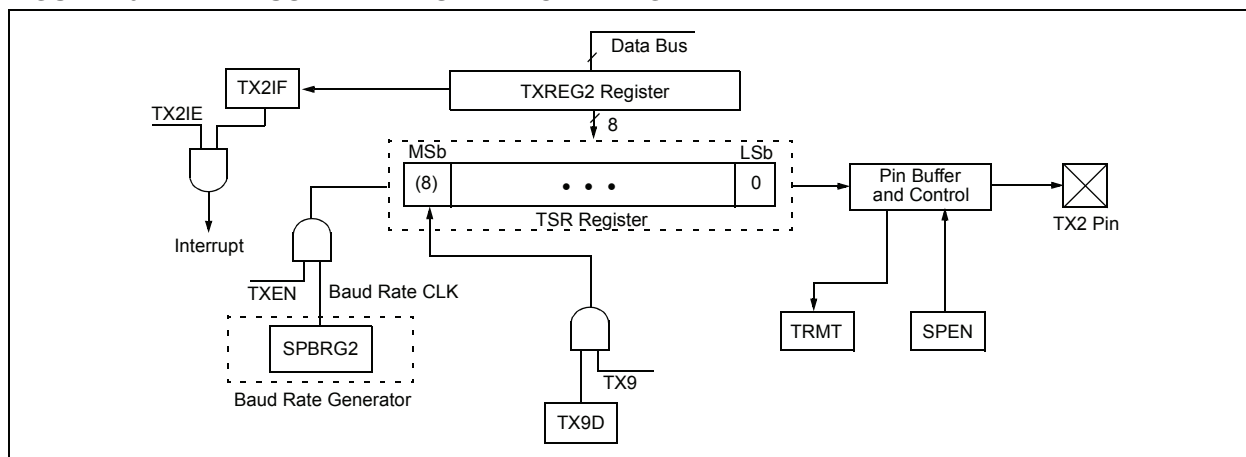 Data Bus
TX2IF
TXREG2 Register
TX2IE
8
MSb
LSb
(8)
• • •
0
Pin Buffer
and Control
TSR Register
TX2 Pin
Interrupt
TXEN
Baud Rate CLK
TRMT
SPEN
SPBRG2
TX9
Baud Rate Generator
TX9D